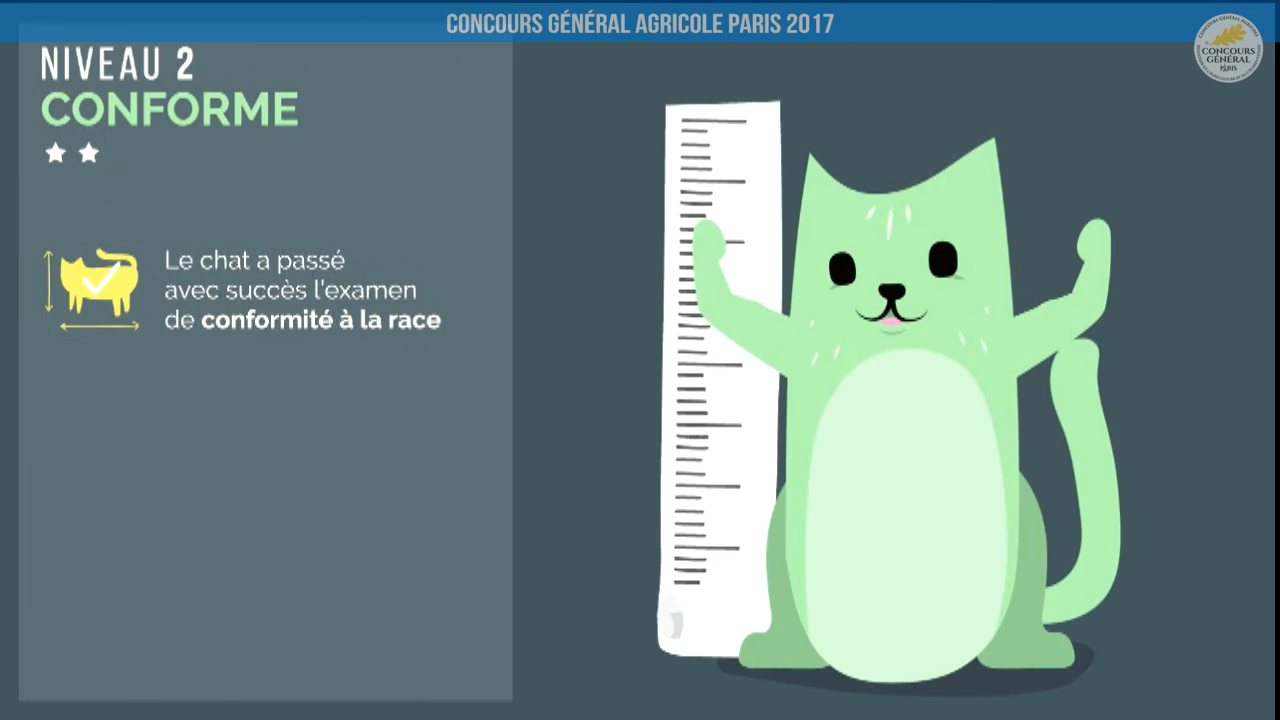 CONCOURS GÉNÉRAL AGRICOLE PARIS 2017
CONCOURS
GÉNÉRAL
PARIS
NIVEAU 2
CONFORME
Le chat a passé
avec succès l'examen
de conformité à la race